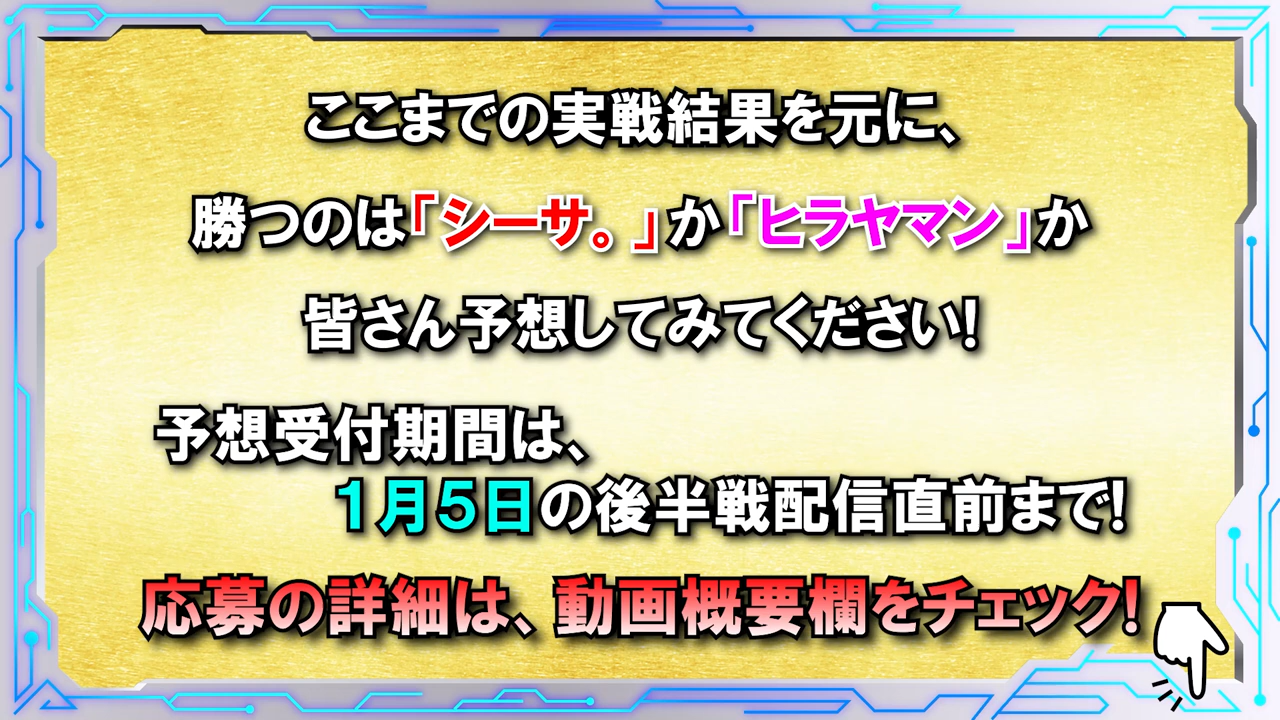 ここまでの実戦結果を元に、
勝つのは「シーサ。」か「ヒラヤマン」か
皆さん予想してみてください!
予想受付期間は、
１月５日の後半戦配信直前まで!
応募の詳細は、動画概要欄をチェック!